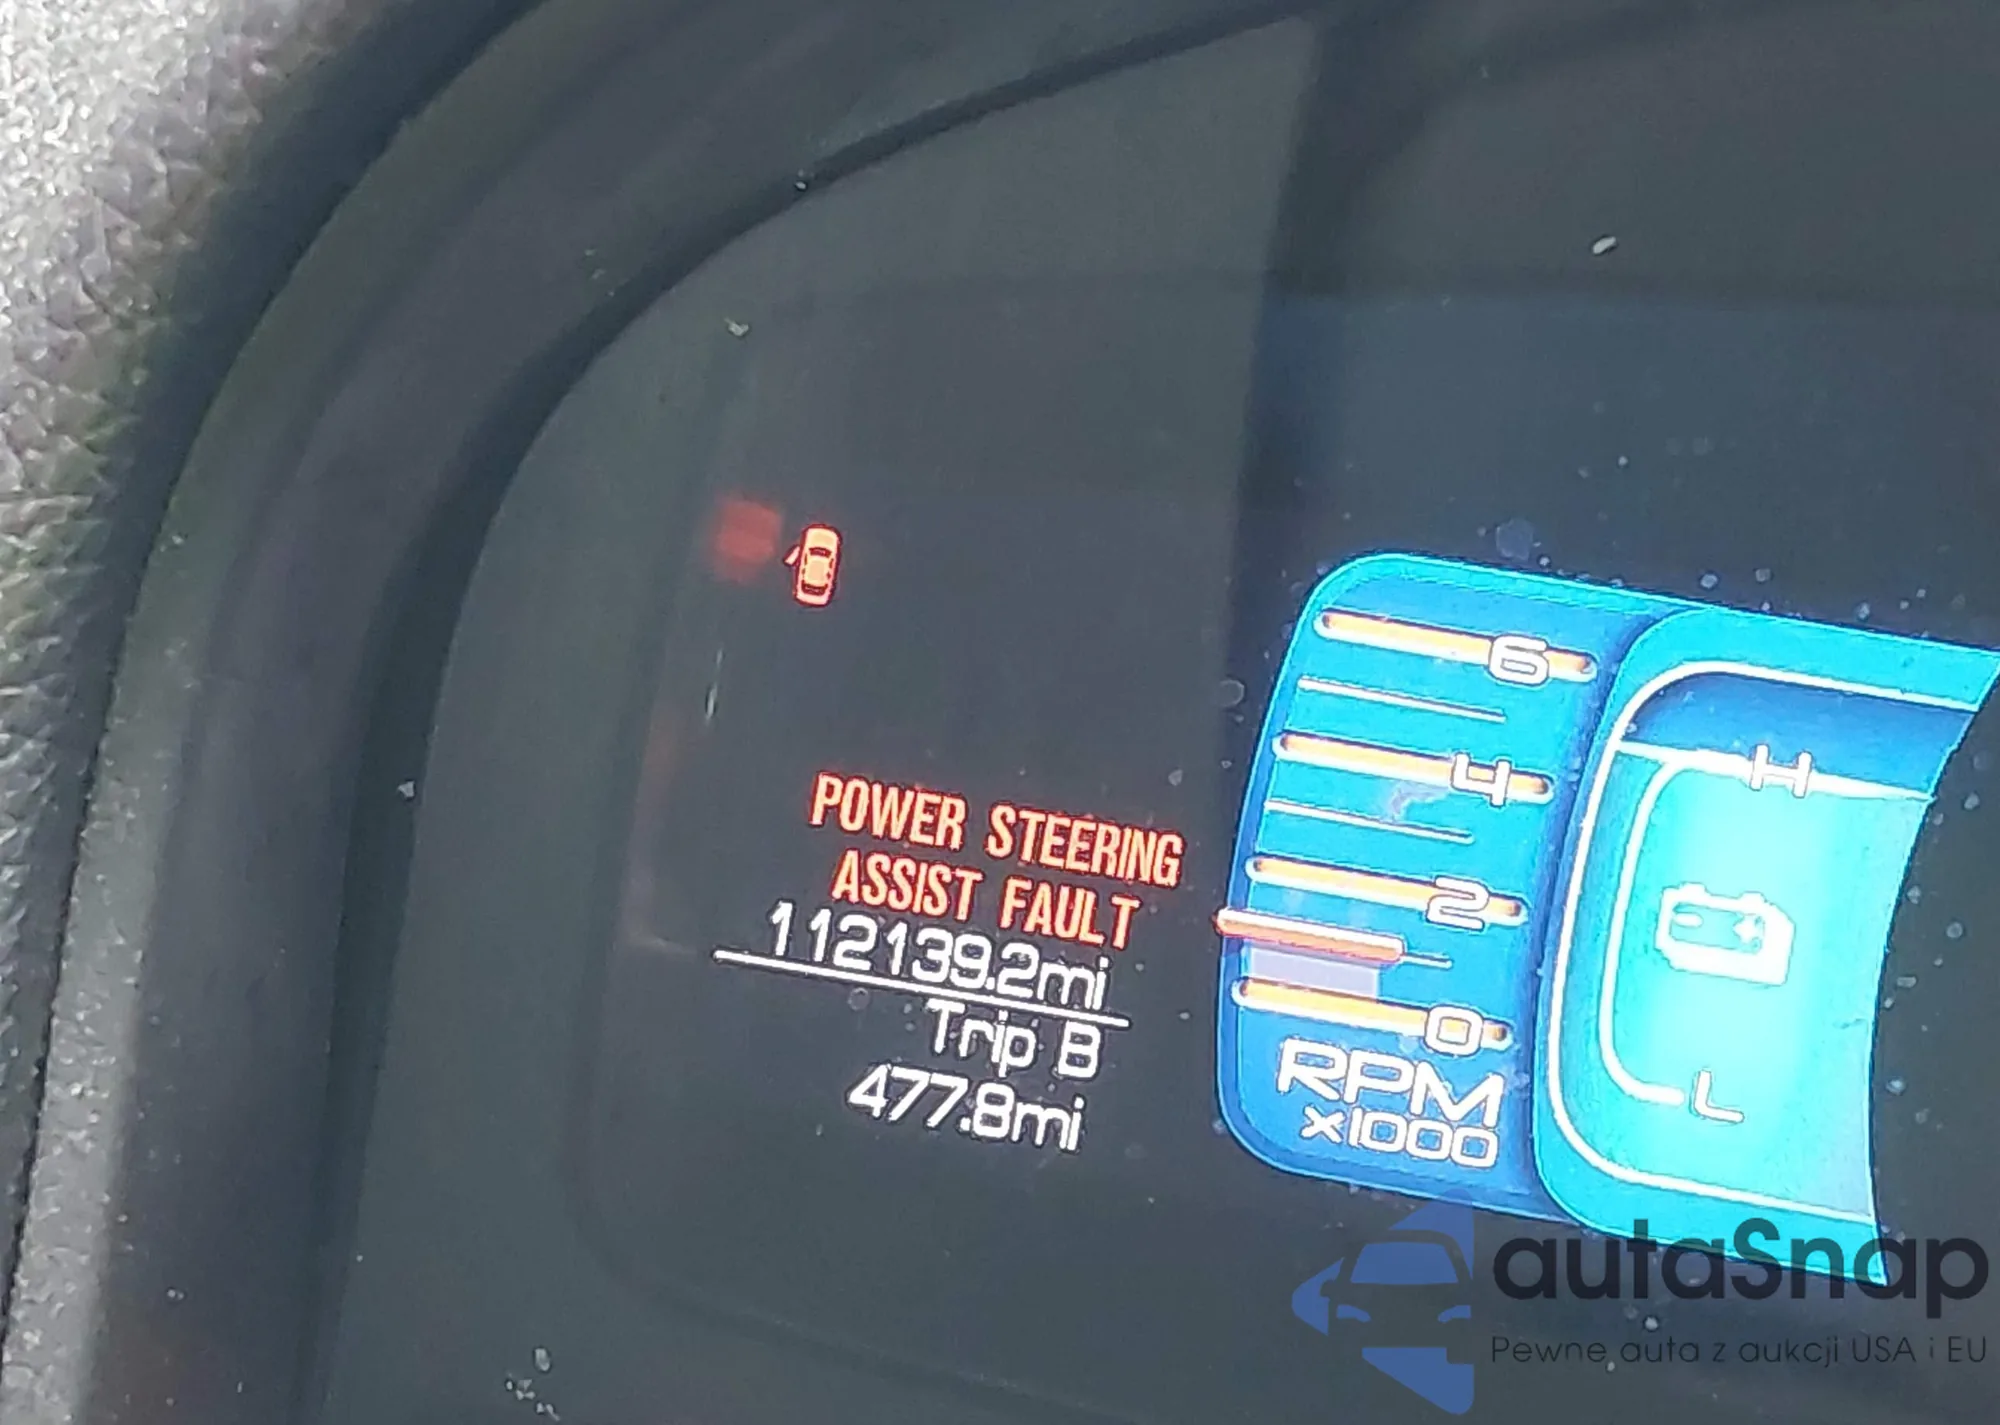 POWER STEERING
ASSIST FAULT
112139.2mi
Trip B
477.8mi
6
4
2
0
RPM
x1000
H
L
autaSnap
Pewne auta z aukcji USA i EU